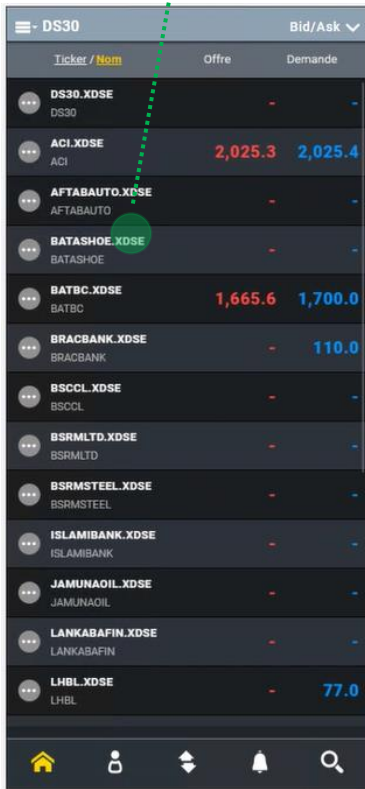 DS30 Bid/Ask
Ticker / Nom Offre Demande
DS30.XDSE - -
DS30
ACI.XDSE 2,025.3 2,025.4
ACI
AFTABAUTO.XDSE - -
AFTABAUTO
BATASHOE.XDSE - -
BATASHOE
BATBC.XDSE 1,665.6 1,700.0
BATBC
BRACBANK.XDSE - 110.0
BRACBANK
BSCCL.XDSE - -
BSCCL
BSRMLTD.XDSE - -
BSRMLTD
BSRMSTEEL.XDSE - -
BSRMSTEEL
ISLAMIBANK.XDSE - -
ISLAMIBANK
JAMUNAOIL.XDSE - -
JAMUNAOIL
LANKABAFIN.XDSE - -
LANKABAFIN
LHBL.XDSE - 77.0
LHBL